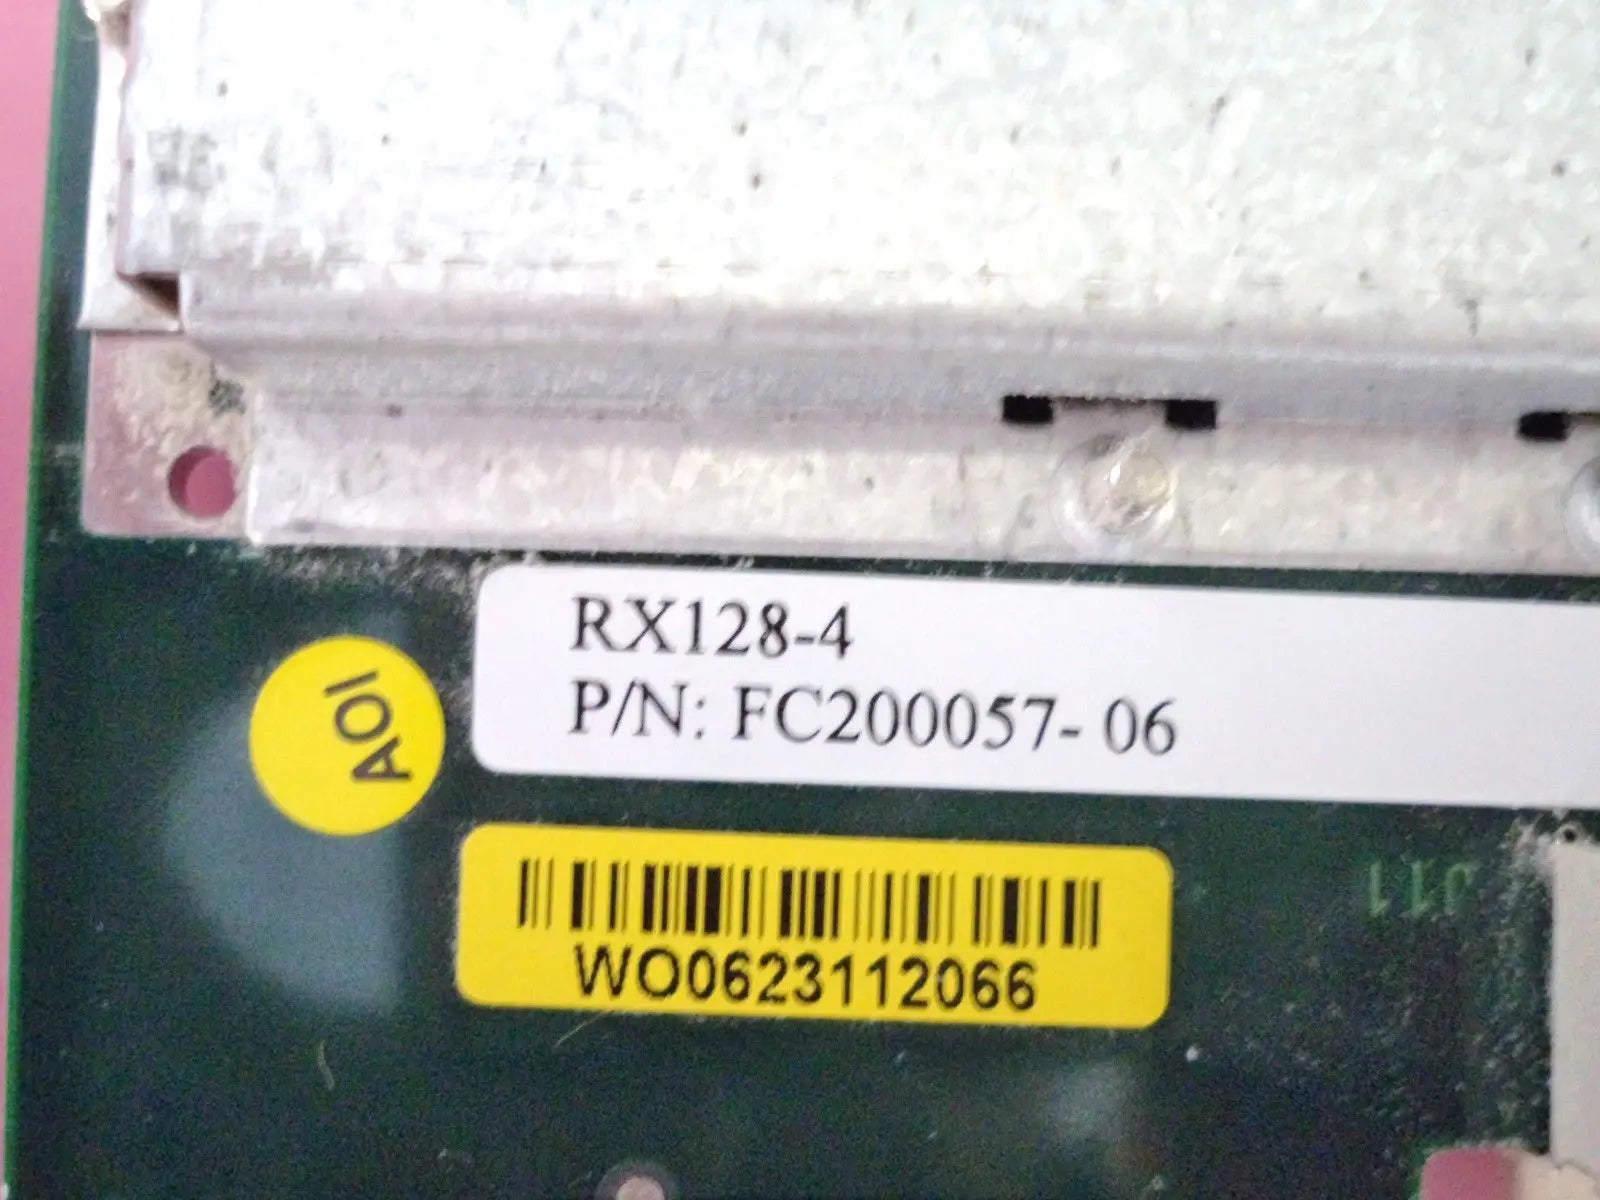 RX128-4
P/N: FC200057- 06
AOI
WO0623112066
J11